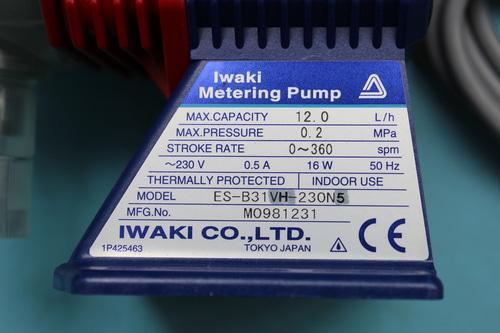 Iwaki
Metering Pump
MAX.CAPACITY 12.0 L/h
MAX.PRESSURE 0.2 MPa
STROKE RATE 0～360 spm
～230 V 0.5 A 16 W 50 Hz
THERMALLY PROTECTED INDOOR USE
MODEL ES-B31VH-230N5
MFG.No. M0981231
IWAKI CO.,LTD.
1P425463 TOKYO JAPAN